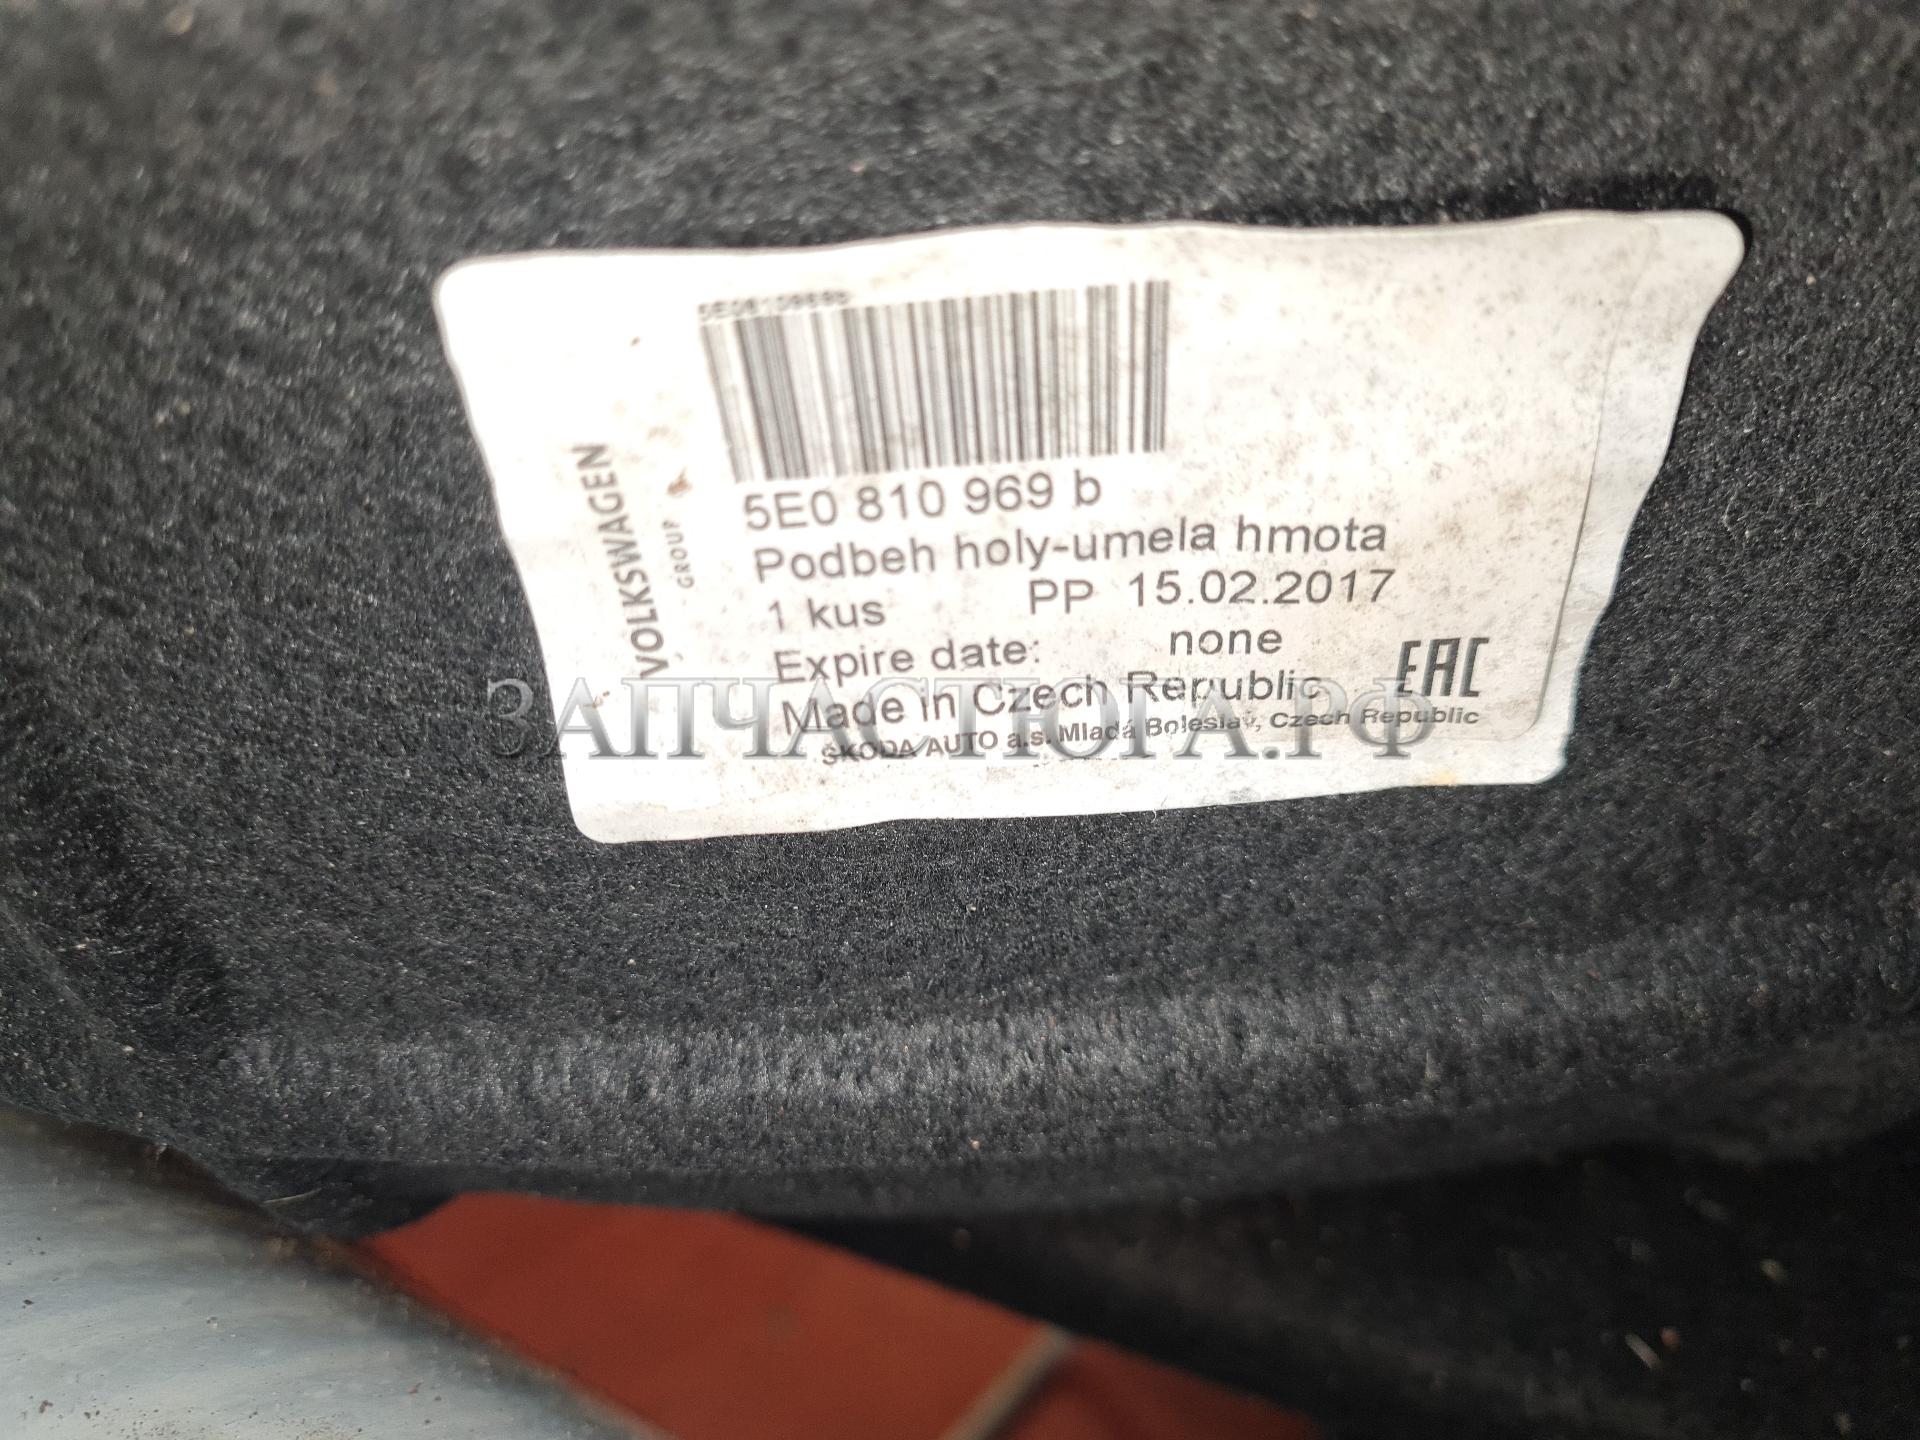 VOLKSWAGEN
GROUP
5E0810969b
5E0 810 969 b
Podbeh holy-umela hmota
1 kus PP 15.02.2017
Expire date: none
Made in Czech Republic
EAC
ŠKODA AUTO a.s. Mladá Boleslav, Czech Republic
ЗАПЧАСТЮГА.РФ